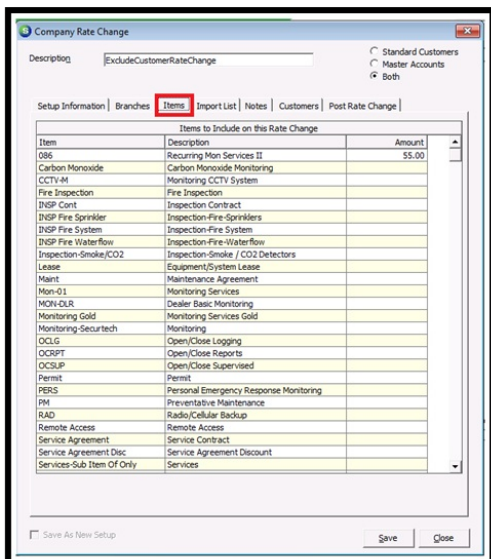 Company Rate Change
Description ExcludeCustomerRateChange
Standard Customers
Master Accounts
Both
Setup Information Branches Items Import List Notes Customers Post Rate Change
Items to Include on this Rate Change
Item Description Amount
086 Recurring Mon Services II 55.00
Carbon Monoxide Carbon Monoxide Monitoring
CCTV-M Monitoring CCTV System
Fire Inspection Fire Inspection
INSP Cont Inspection Contract
INSP Fire Sprinkler Inspection-Fire-Sprinklers
INSP Fire System Inspection-Fire System
INSP Fire Waterflow Inspection-Fire-Waterflow
Inspection-Smoke/CO2 Inspection-Smoke / CO2 Detectors
Lease Equipment/System Lease
Maint Maintenance Agreement
Mon-01 Monitoring Services
MON-DLR Dealer Basic Monitoring
Monitoring Gold Monitoring Services Gold
Monitoring-Securtech Monitoring
OCLG Open/Close Logging
OCRPT Open/Close Reports
OCSUP Open/Close Supervised
Permit Permit
PERS Personal Emergency Response Monitoring
PM Preventative Maintenance
RAD Radio/Cellular Backup
Remote Access Remote Access
Service Agreement Service Contract
Service Agreement Disc Service Agreement Discount
Services-Sub Item Of Only Services
Save As New Setup
Save Close